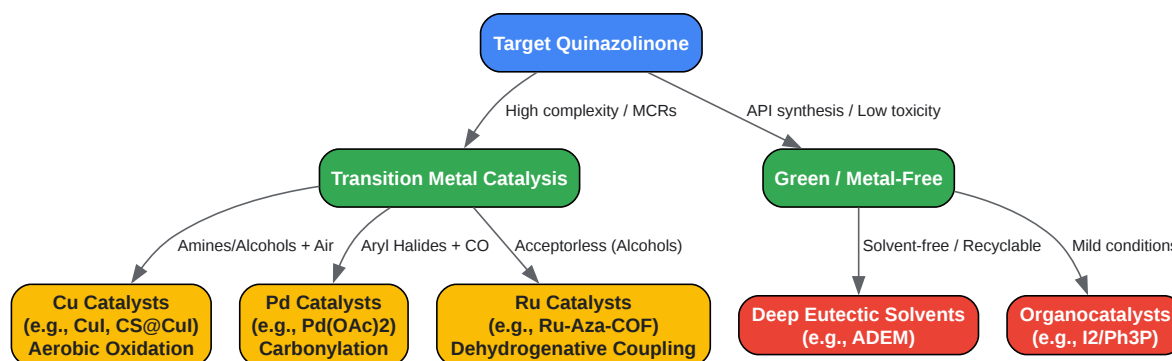 Target Quinazolinone
High complexity / MCRs
API synthesis / Low toxicity
Transition Metal Catalysis
Green / Metal-Free
Amines/Alcohols + Air
Aryl Halides + CO
Acceptorless (Alcohols)
Solvent-free / Recyclable
Mild conditions
Cu Catalysts
(e.g., CuI, CS@CuI)
Aerobic Oxidation
Pd Catalysts
(e.g., Pd(OAc)2)
Carbonylation
Ru Catalysts
(e.g., Ru-Aza-COF)
Dehydrogenative Coupling
Deep Eutectic Solvents
(e.g., ADEM)
Organocatalysts
(e.g., I2/Ph3P)